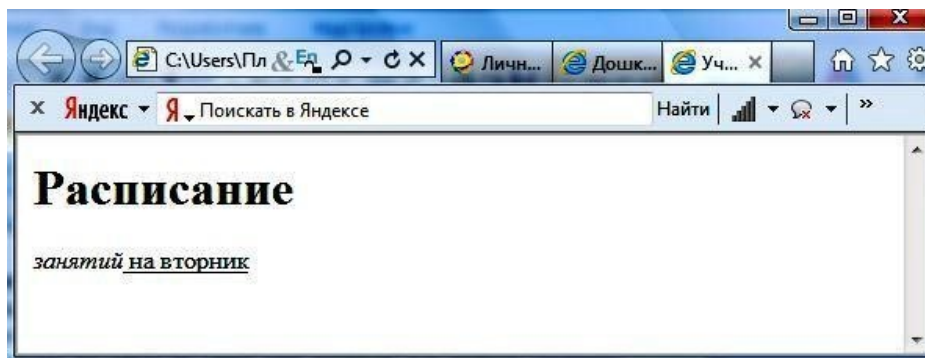 C:\Users\Пл
Личн... Дошк... Уч...
Яндекс Я Поискать в Яндексе Найти »
Расписание
занятий на вторник